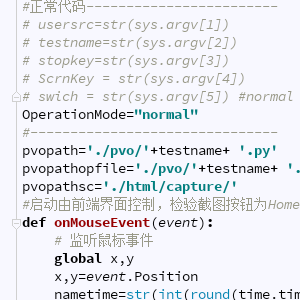 #正常代码------------------------
# usersrc=str(sys.argv[1])
# testname=str(sys.argv[2])
# stopkey=str(sys.argv[3])
# ScrnKey = str(sys.argv[4])
# swich = str(sys.argv[5]) #normal
OperationMode="normal"
#-------------------------------
pvopath='./pvo/'+testname+ '.py'
pvopathopfile='./pvo/'+testname+ '.
pvopathsc='./html/capture/'
#启动由前端界面控制，检验截图按钮为Home
def onMouseEvent(event):
# 监听鼠标事件
global x,y
x,y=event.Position
nametime=str(int(round(time.tim